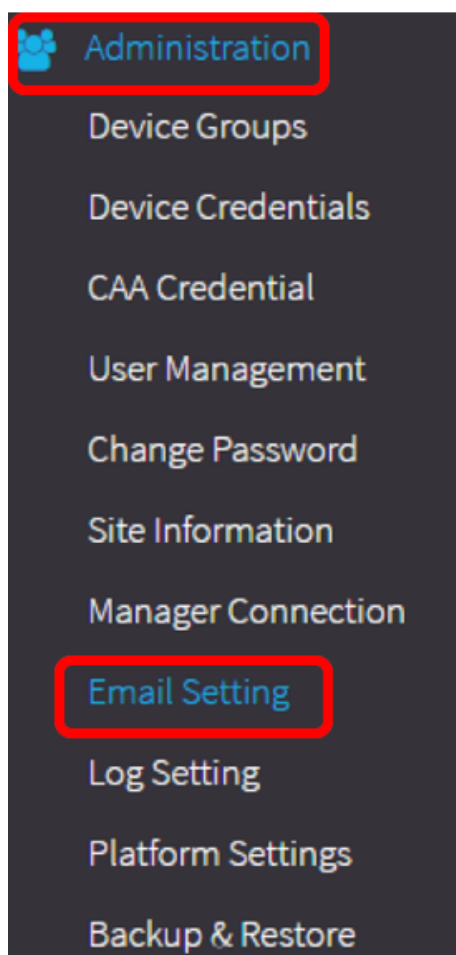 Administration
Device Groups
Device Credentials
CAA Credential
User Management
Change Password
Site Information
Manager Connection
Email Setting
Log Setting
Platform Settings
Backup & Restore